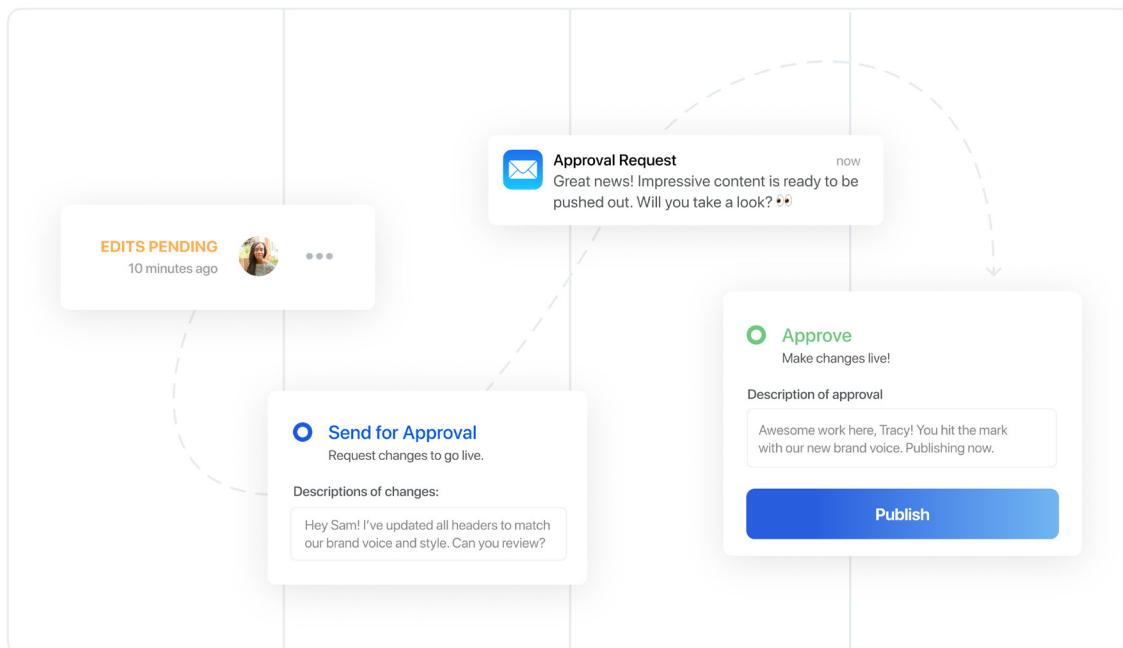 EDITS PENDING
10 minutes ago
Send for Approval
Request changes to go live.
Descriptions of changes:
Hey Sam! I've updated all headers to match
our brand voice and style. Can you review?
Approval Request
now
Great news! Impressive content is ready to be
pushed out. Will you take a look? 👀
Approve
Make changes live!
Description of approval
Awesome work here, Tracy! You hit the mark
with our new brand voice. Publishing now.
Publish